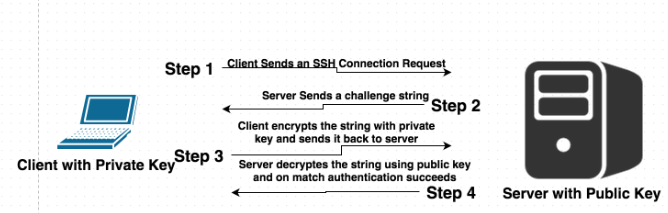 Step 1
Client Sends an SSH Connection Request
Server Sends a challenge string
Step 2
Client encrypts the string with private
key and sends it back to server
Client with Private Key
Step 3
Server decryptes the string using public key
and on match authentication succeeds
Step 4
Server with Public Key